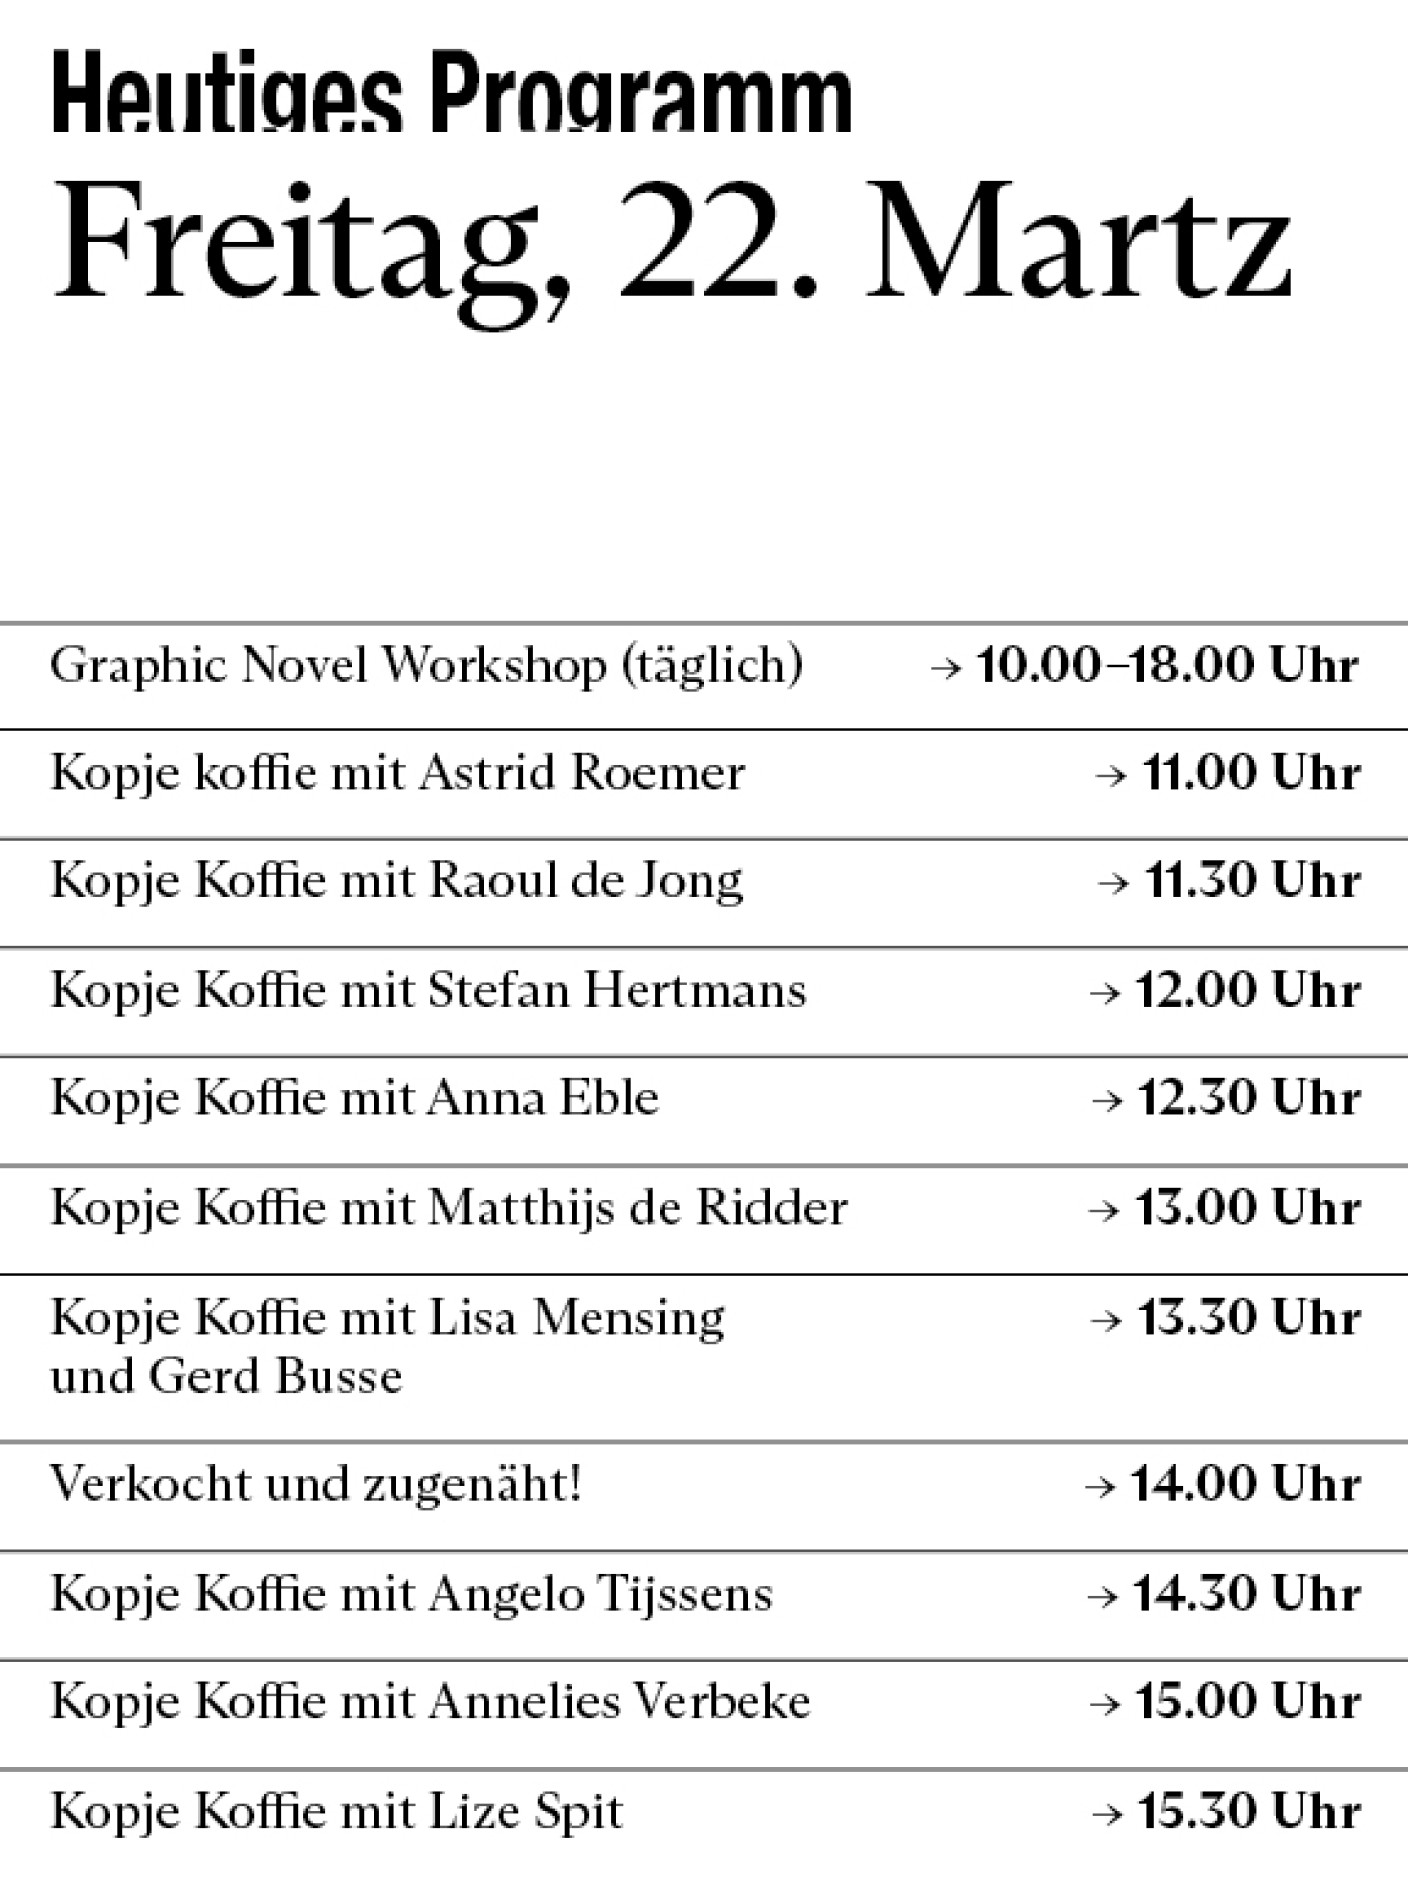 Heutiges Programm
Freitag, 22. Martz
Graphic Novel Workshop (täglich) → 10.00–18.00 Uhr
Kopje koffie mit Astrid Roemer → 11.00 Uhr
Kopje Koffie mit Raoul de Jong → 11.30 Uhr
Kopje Koffie mit Stefan Hertmans → 12.00 Uhr
Kopje Koffie mit Anna Eble → 12.30 Uhr
Kopje Koffie mit Matthijs de Ridder → 13.00 Uhr
Kopje Koffie mit Lisa Mensing → 13.30 Uhr
und Gerd Busse
Verkocht und zugenäht! → 14.00 Uhr
Kopje Koffie mit Angelo Tijssens → 14.30 Uhr
Kopje Koffie mit Annelies Verbeke → 15.00 Uhr
Kopje Koffie mit Lize Spit → 15.30 Uhr